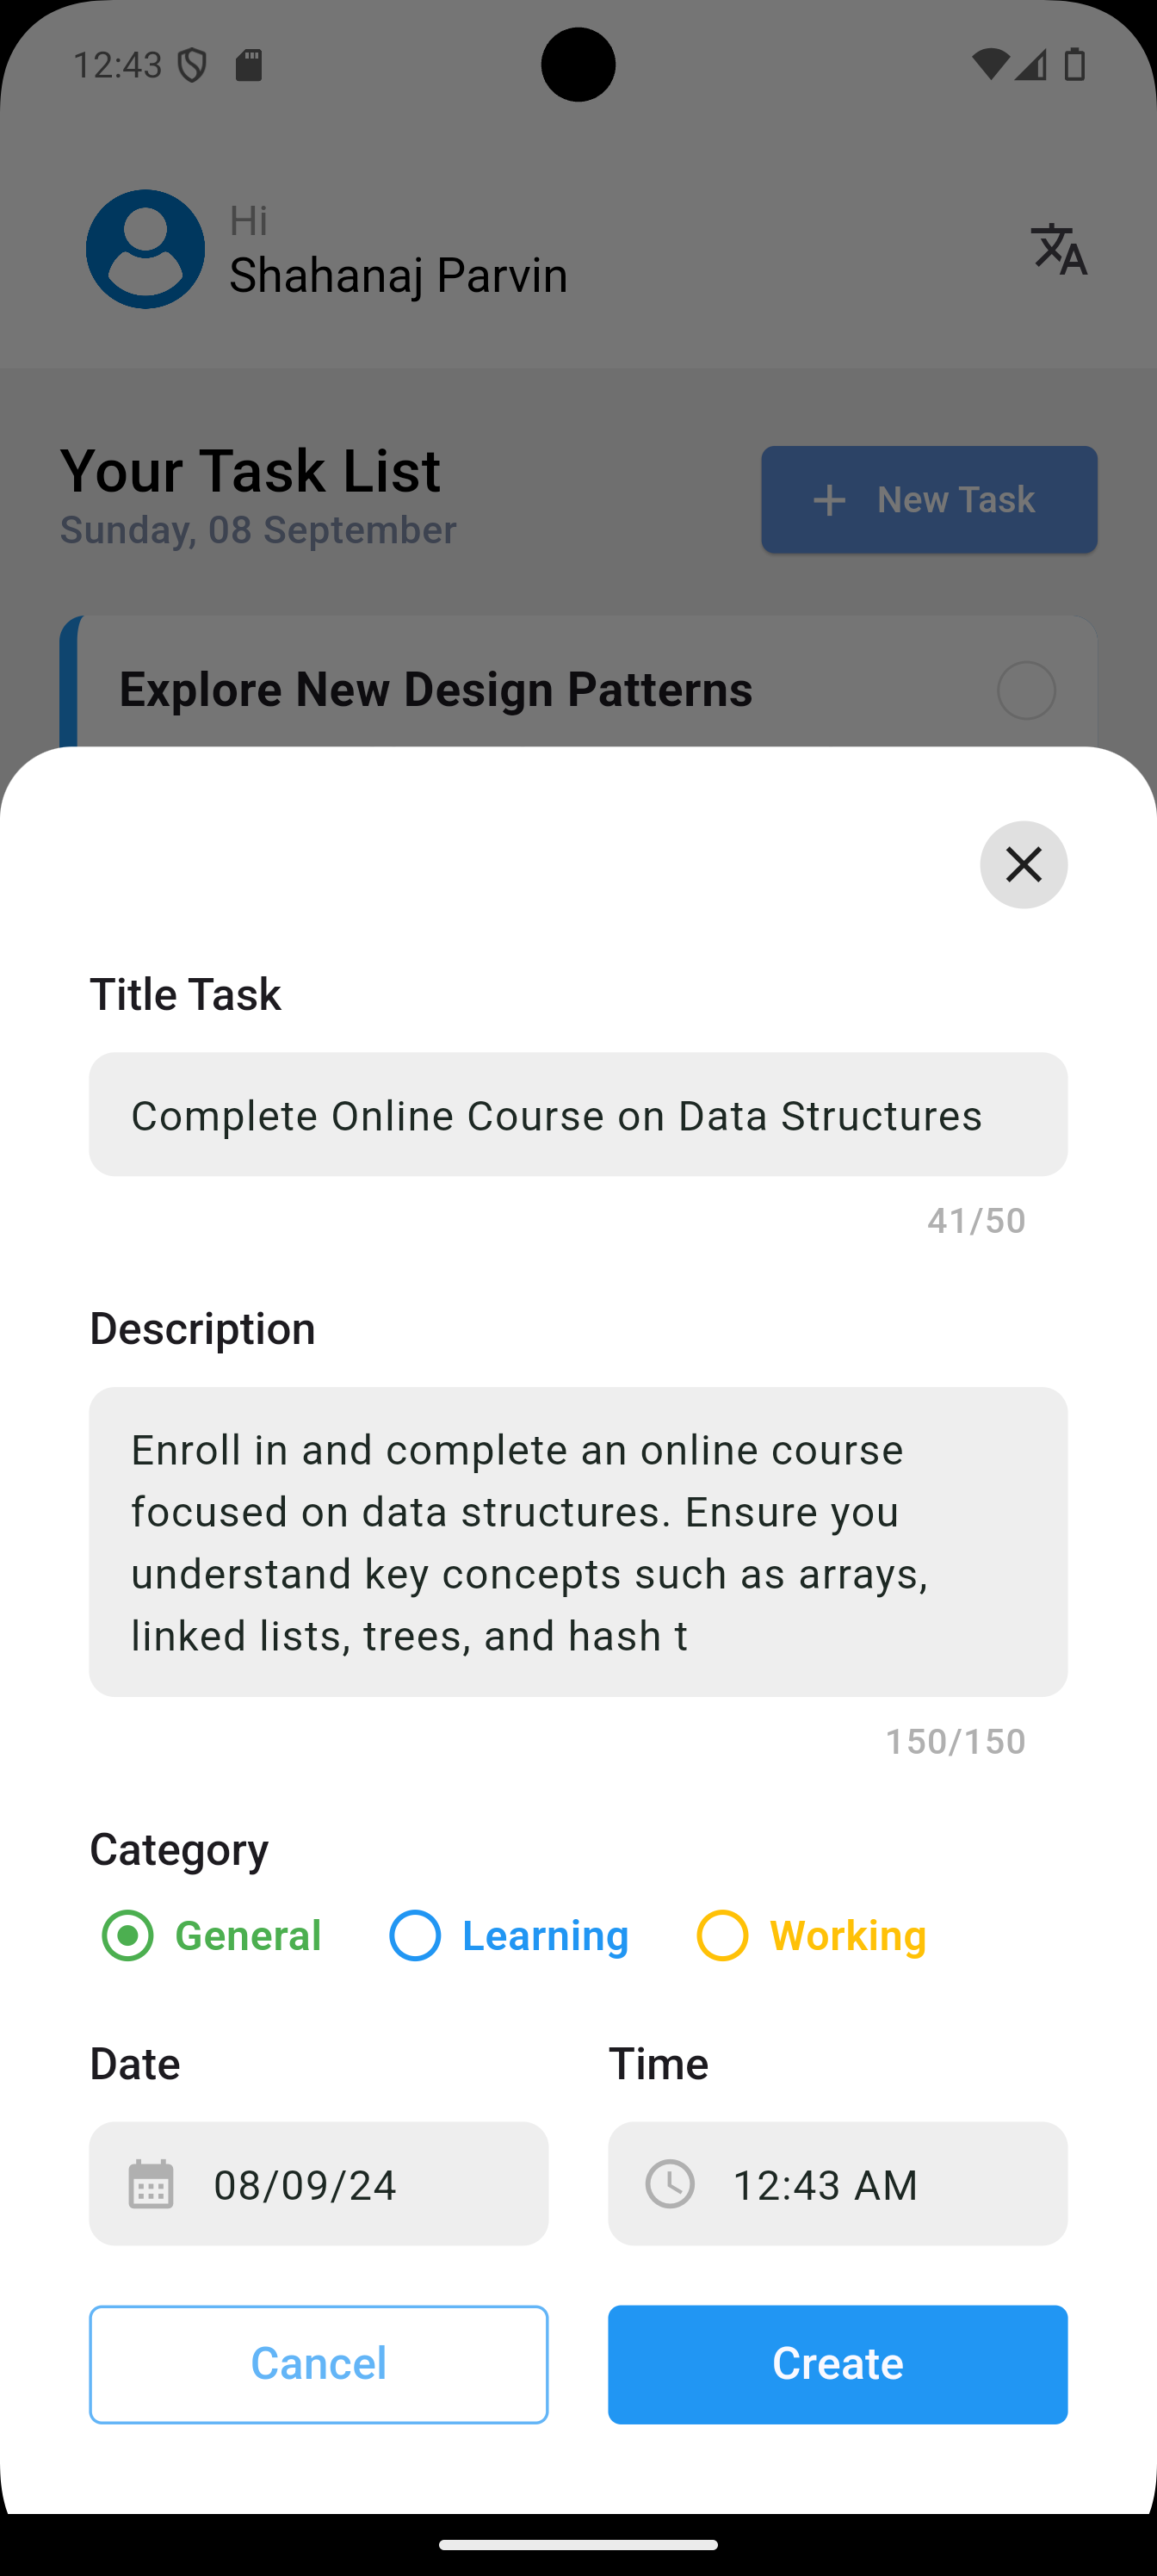 12:43
Hi
Shahanaj Parvin
Your Task List
Sunday, 08 September
New Task
Explore New Design Patterns
Title Task
Complete Online Course on Data Structures
41/50
Description
Enroll in and complete an online course
focused on data structures. Ensure you
understand key concepts such as arrays,
linked lists, trees, and hash t
150/150
Category
General Learning Working
Date Time
08/09/24 12:43 AM
Cancel Create